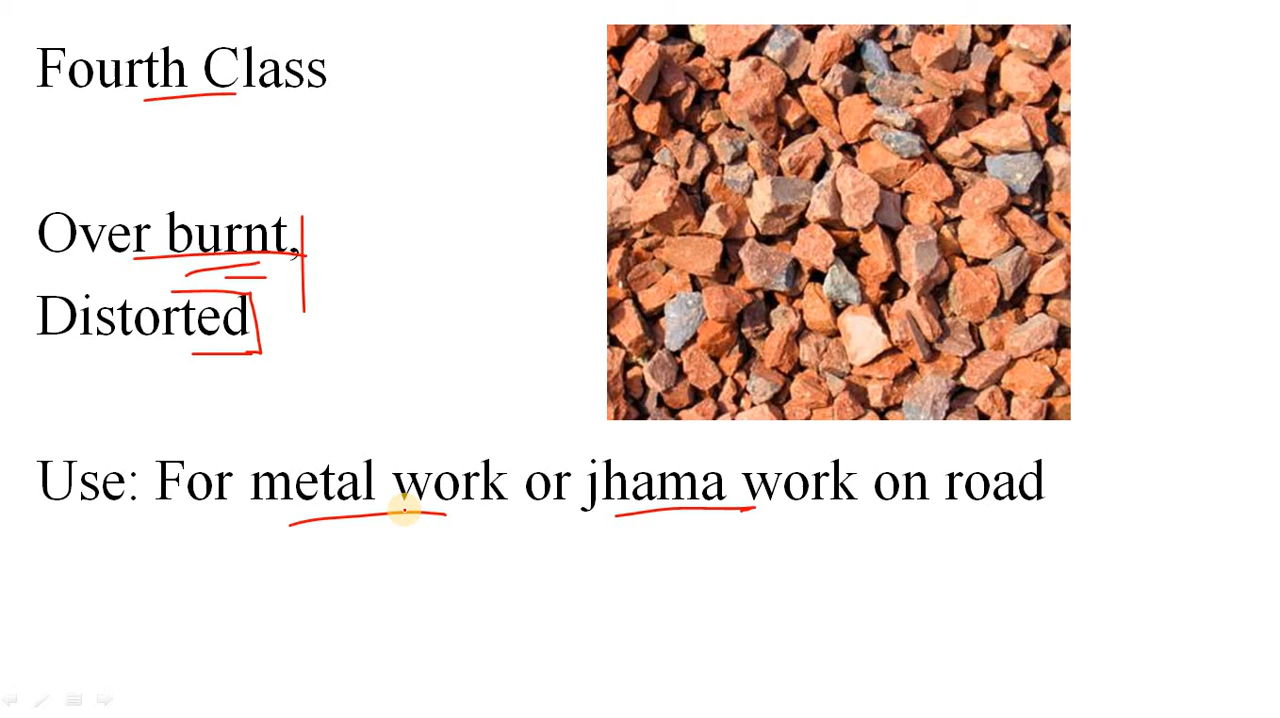 Fourth Class
Over burnt,
Distorted
Use: For metal work or jhama work on road